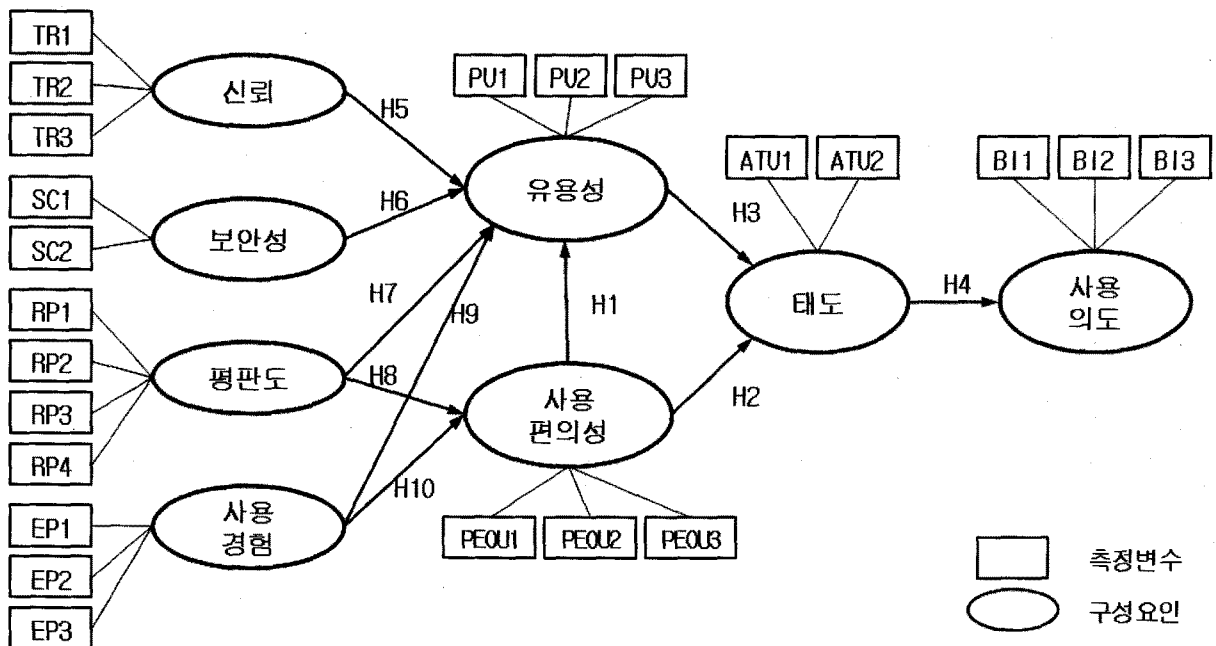 TR1
TR2
TR3
신뢰
SC1
SC2
보안성
RP1
RP2
RP3
RP4
평판도
EP1
EP2
EP3
사용
경험
H5
H6
H7
H9
H8
H10
PU1 PU2 PU3
유용성
H1
사용
편의성
PEOU1 PEOU2 PEOU3
H3
H2
ATU1 ATU2
태도
H4
BI1 BI2 BI3
사용
의도
측정변수
구성요인